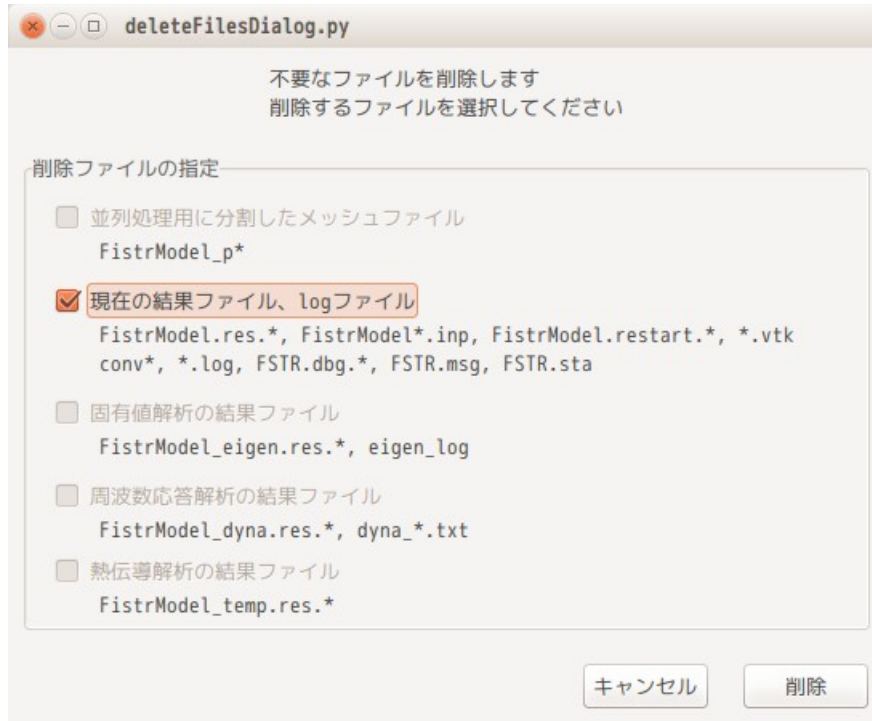 deleteFilesDialog.py
不要なファイルを削除します
削除するファイルを選択してください
削除ファイルの指定
並列処理用に分割したメッシュファイル
FistrModel_p*
現在の結果ファイル、logファイル
FistrModel.res.*, FistrModel*.inp, FistrModel.restart.*, *.vtk
conv*, *.log, FSTR.dbg.*, FSTR.msg, FSTR.sta
固有値解析の結果ファイル
FistrModel_eigen.res.*, eigen_log
周波数応答解析の結果ファイル
FistrModel_dyna.res.*, dyna_*.txt
熱伝導解析の結果ファイル
FistrModel_temp.res.*
キャンセル 削除